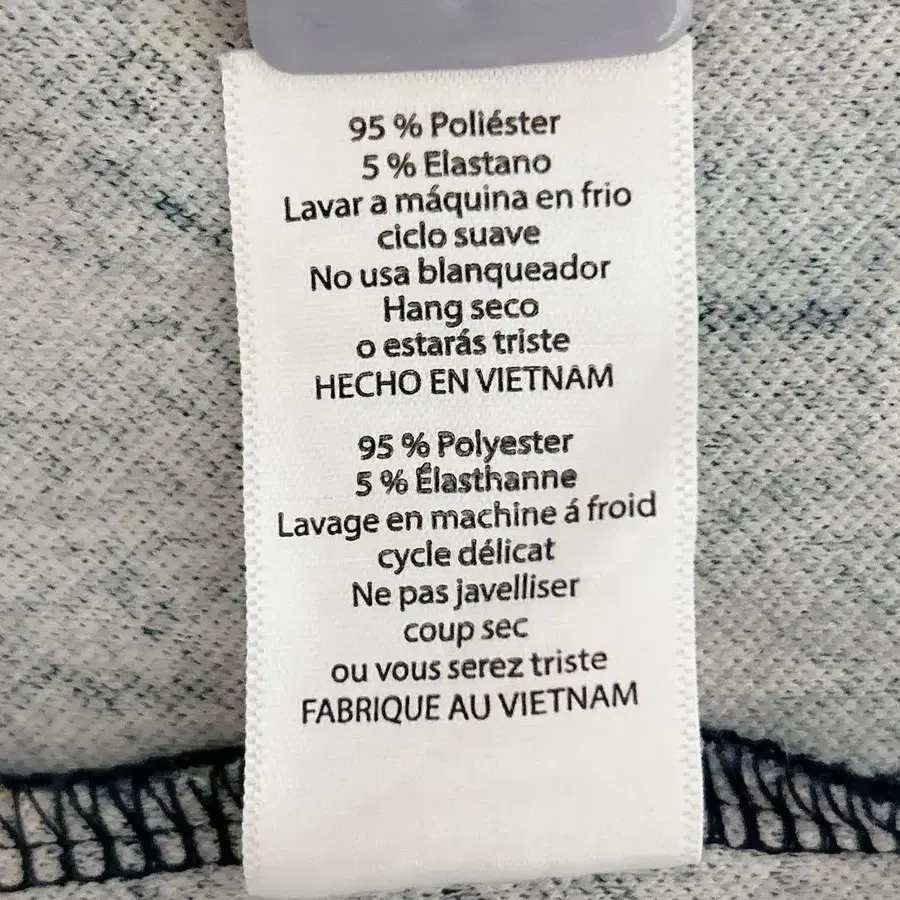 95 % Poliéster
5 % Elastano
Lavar a máquina en frio
ciclo suave
No usa blanqueador
Hang seco
o estarás triste
HECHO EN VIETNAM
95 % Polyester
5 % Élasthanne
Lavage en machine á froid
cycle délicat
Ne pas javelliser
coup sec
ou vous serez triste
FABRIQUE AU VIETNAM